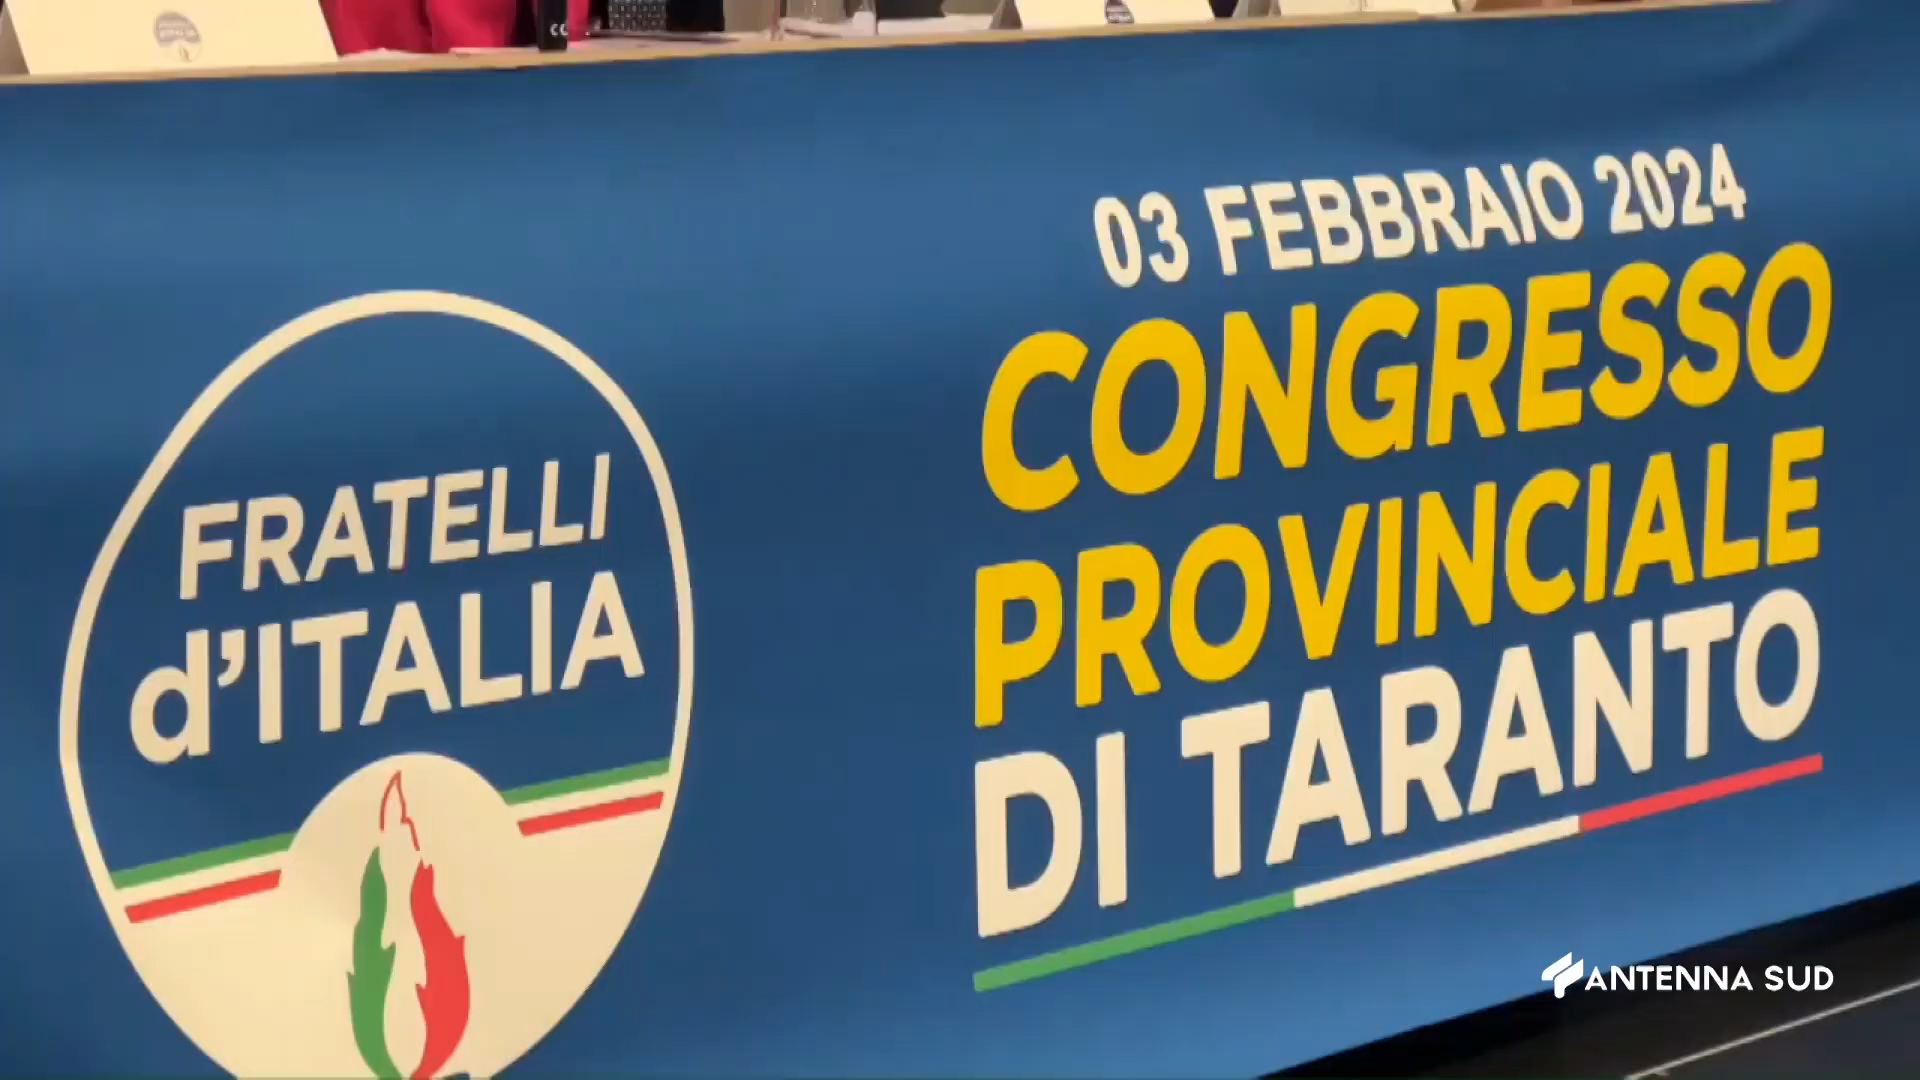 03 FEBBRAIO 2024
CONGRESSO
PROVINCIALE
DI TARANTO
FRATELLI
d'ITALIA
ANTENNA SUD